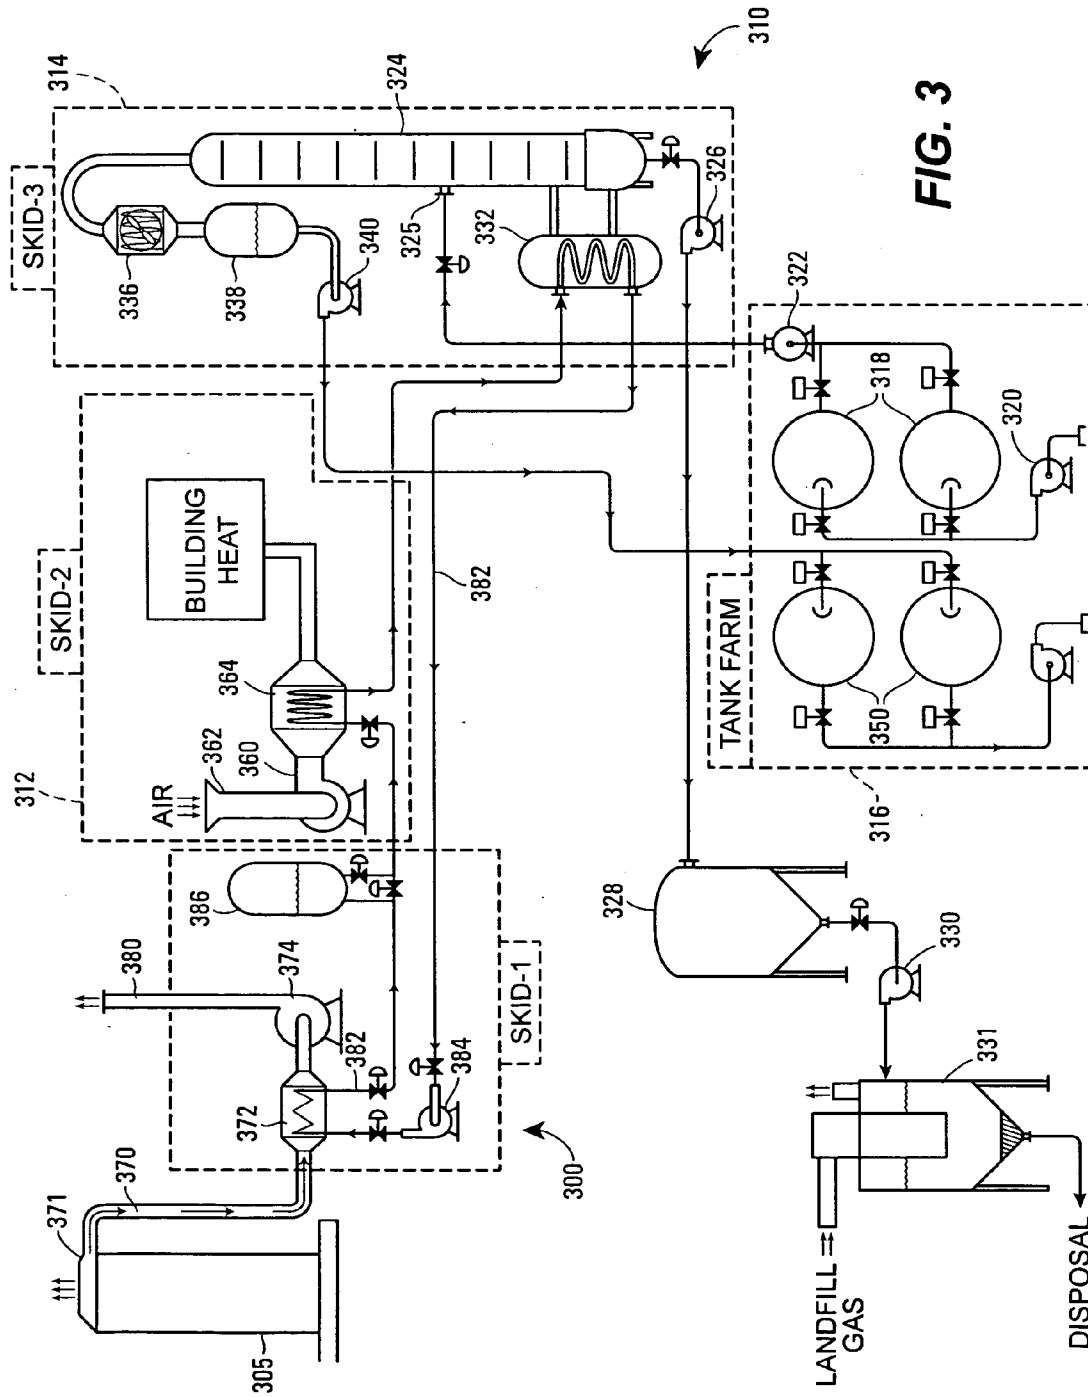 FIG. 3
310
SKID-3
314
336
338
340
324
325
332
326
SKID-2
312
BUILDING
HEAT
364
360
362
AIR
382
SKID-1
386
380
374
372
382
384
300
371
370
305
TANK FARM
316
322
318
320
350
328
330
331
LANDFILL
GAS
DISPOSAL